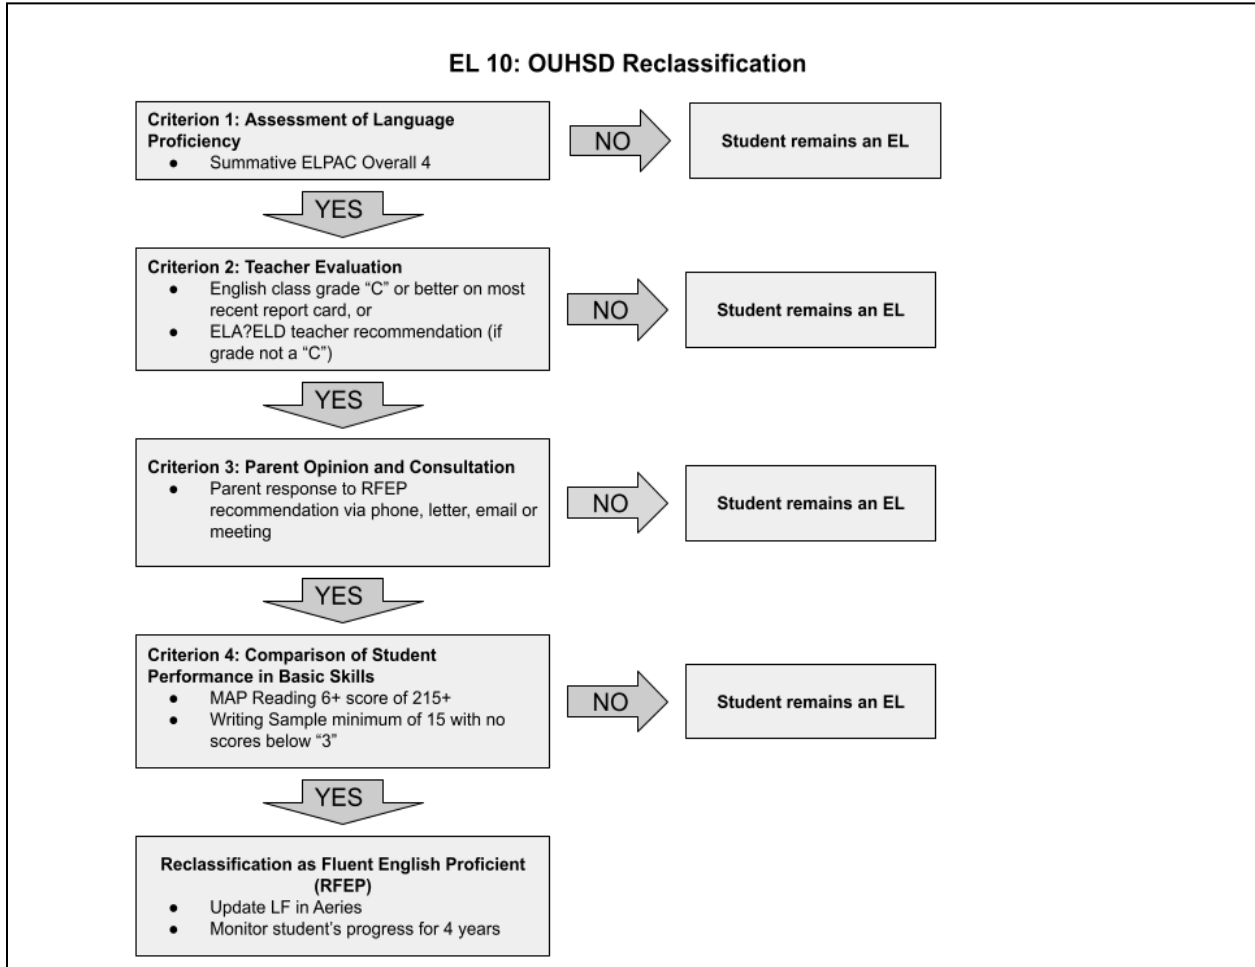 EL 10: OUHSD Reclassification
Criterion 1: Assessment of Language
Proficiency
● Summative ELPAC Overall 4
NO
Student remains an EL
YES
Criterion 2: Teacher Evaluation
● English class grade “C” or better on most
recent report card, or
● ELA?ELD teacher recommendation (if
grade not a “C”)
NO
Student remains an EL
YES
Criterion 3: Parent Opinion and Consultation
● Parent response to RFEP
recommendation via phone, letter, email or
meeting
NO
Student remains an EL
YES
Criterion 4: Comparison of Student
Performance in Basic Skills
● MAP Reading 6+ score of 215+
● Writing Sample minimum of 15 with no
scores below “3”
NO
Student remains an EL
YES
Reclassification as Fluent English Proficient
(RFEP)
● Update LF in Aeries
● Monitor student’s progress for 4 years